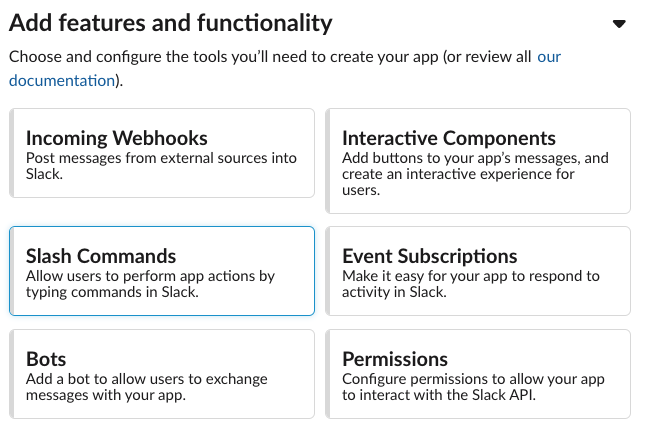 Add features and functionality
Choose and configure the tools you’ll need to create your app (or review all our
documentation).
Incoming Webhooks
Post messages from external sources into
Slack.
Interactive Components
Add buttons to your app’s messages, and
create an interactive experience for
users.
Slash Commands
Allow users to perform app actions by
typing commands in Slack.
Event Subscriptions
Make it easy for your app to respond to
activity in Slack.
Bots
Add a bot to allow users to exchange
messages with your app.
Permissions
Configure permissions to allow your app
to interact with the Slack API.